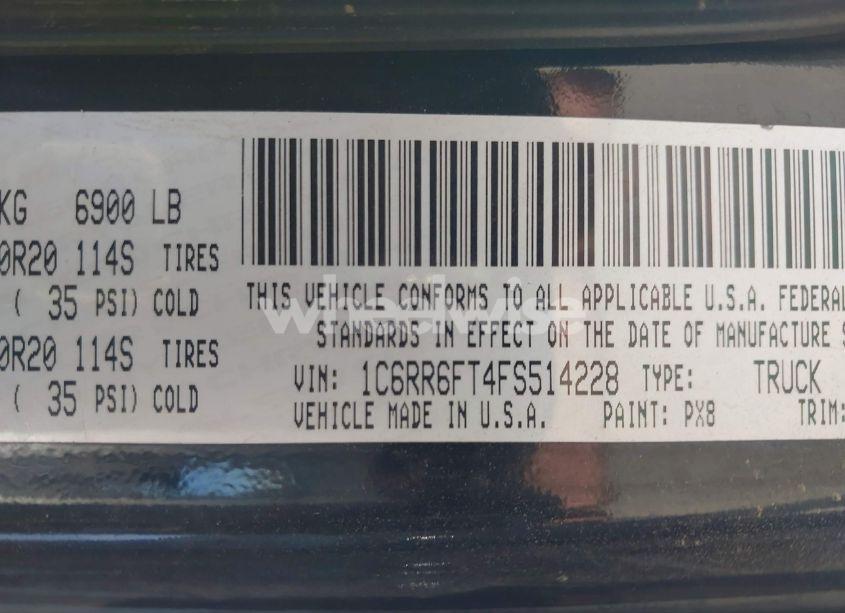 KG 6900 LB
0R20 114S TIRES
( 35 PSI) COLD
0R20 114S TIRES
( 35 PSI) COLD
THIS VEHICLE CONFORMS TO ALL APPLICABLE U.S.A. FEDERAL
STANDARDS IN EFFECT ON THE DATE OF MANUFACTURE
VIN: 1C6RR6FT4FS514228 TYPE: TRUCK
VEHICLE MADE IN U.S.A. PAINT: PX8 TRIM:
wheelwise